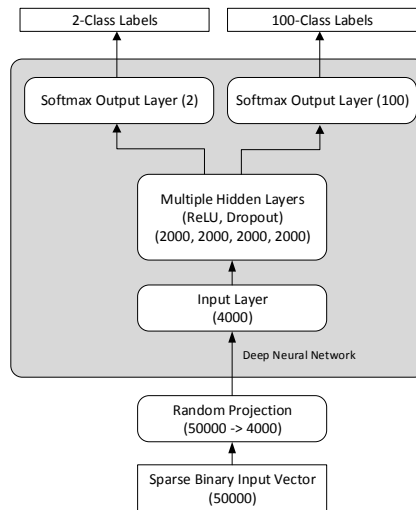 2-Class Labels
100-Class Labels
Softmax Output Layer (2)
Softmax Output Layer (100)
Multiple Hidden Layers
(ReLU, Dropout)
(2000, 2000, 2000, 2000)
Input Layer
(4000)
Deep Neural Network
Random Projection
(50000 -> 4000)
Sparse Binary Input Vector
(50000)